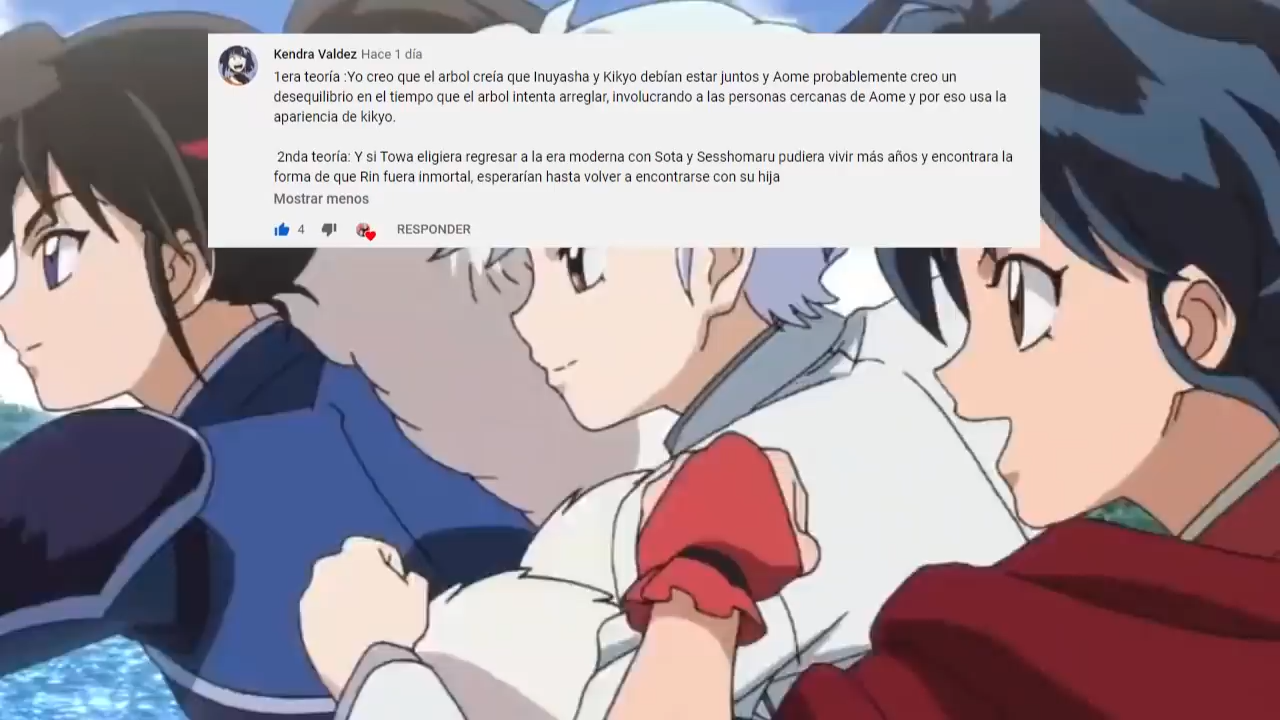 Kendra Valdez Hace 1 día
1era teoría :Yo creo que el arbol creía que Inuyasha y Kikyo debían estar juntos y Aome probablemente creo un
desequilibrio en el tiempo que el arbol intenta arreglar, involucrando a las personas cercanas de Aome y por eso usa la
apariencia de kikyo.
2nda teoría: Y si Towa eligiera regresar a la era moderna con Sota y Sesshomaru pudiera vivir más años y encontrara la
forma de que Rin fuera inmortal, esperarían hasta volver a encontrarse con su hija
Mostrar menos
4 RESPONDER